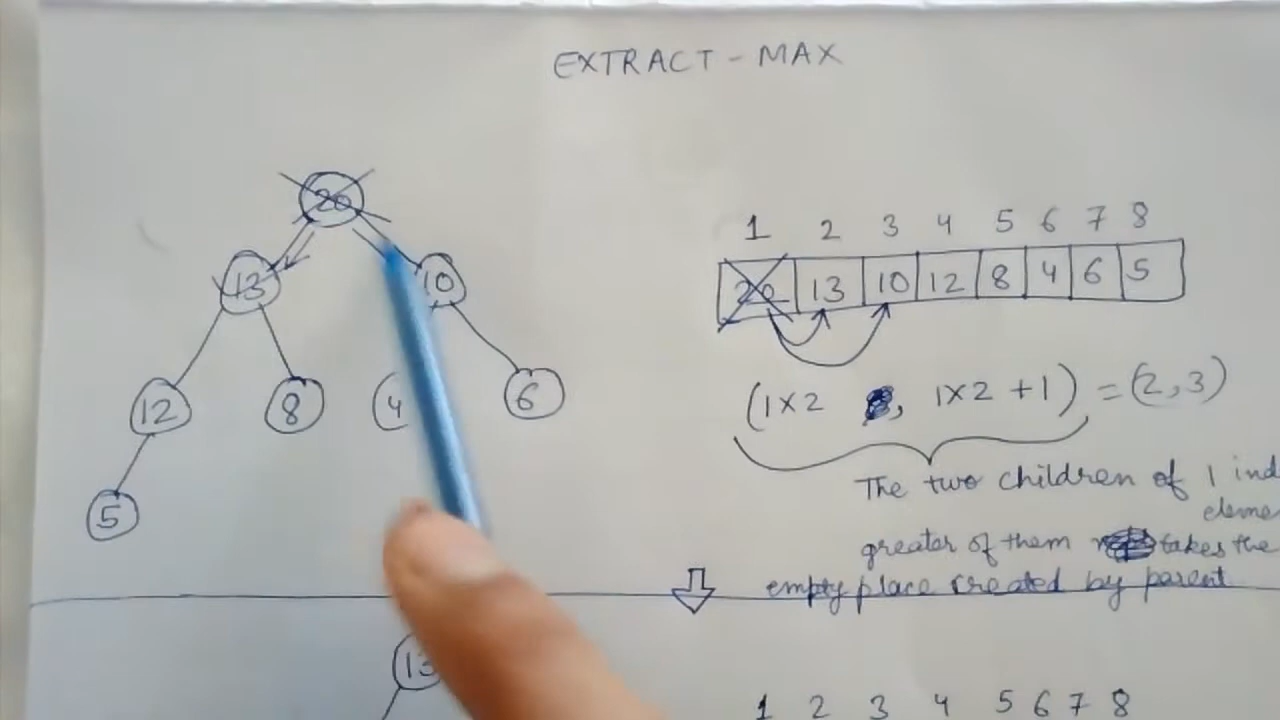 EXTRACT - MAX
20
13 10
12 8 4 6
5
1 2 3 4 5 6 7 8
20 13 10 12 8 4 6 5
(1×2 , 1×2 +1) = (2,3)
The two children of 1 ind
eleme
greater of them takes the
empty place created by parent
13
1 2 3 4 5 6 7 8